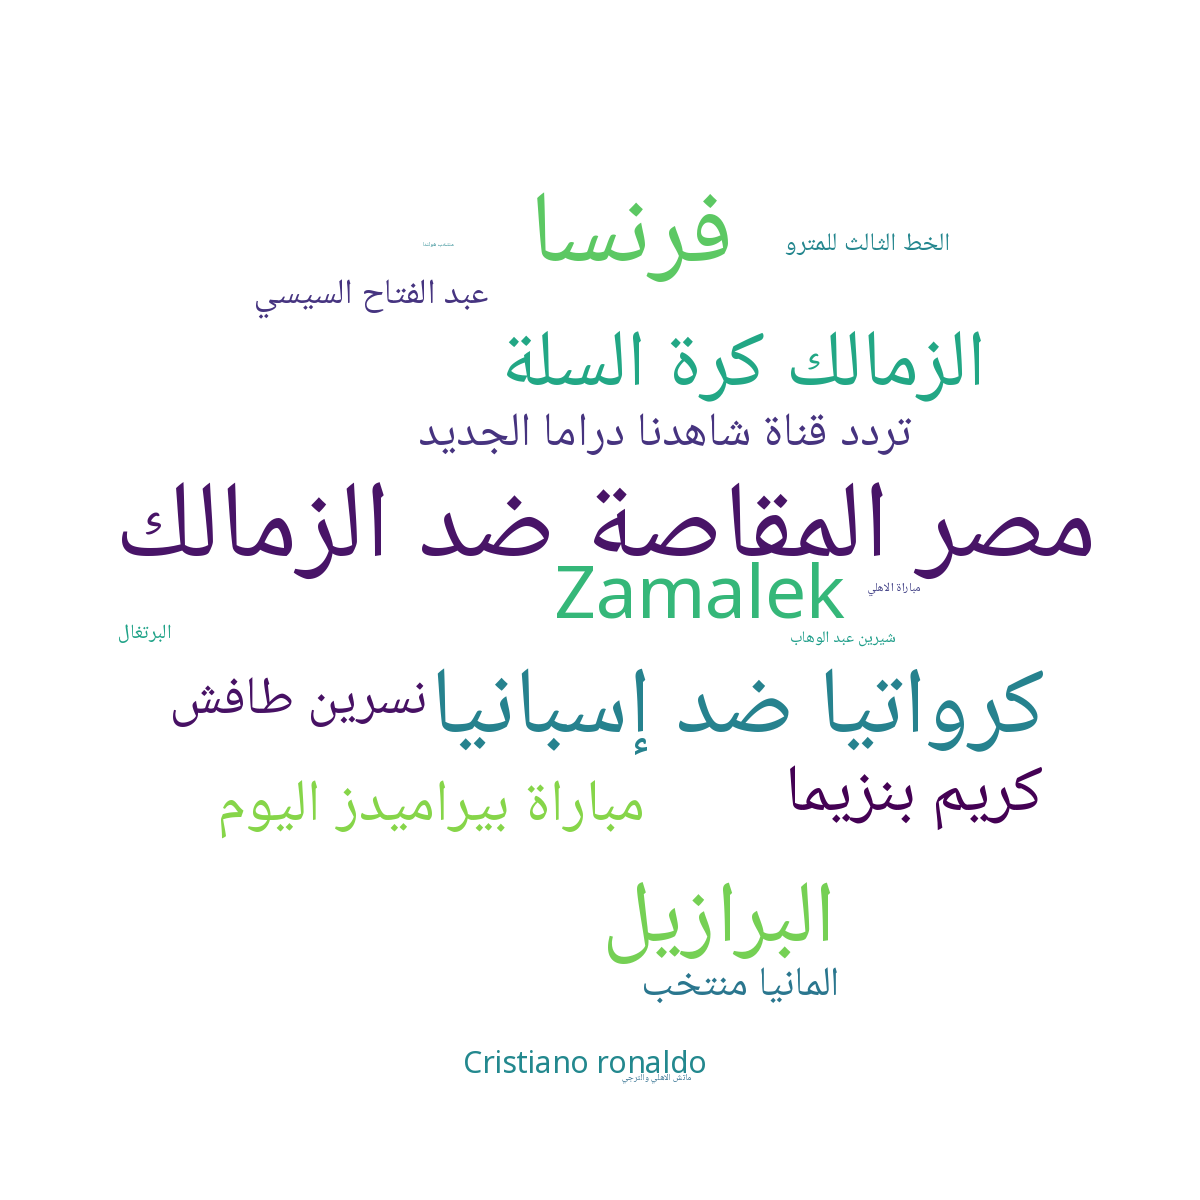 فرنسا
الخط الثالث للمترو
منتخب هولندا
عبد الفتاح السيسي
الزمالك كرة السلة
تردد قناة شاهدنا دراما الجديد
مصر المقاصة ضد الزمالك
Zamalek
مباراة الاهلي
البرتغال
شيرين عبد الوهاب
كرواتيا ضد إسبانيا
نسرين طافش
كريم بنزيما
مباراة بيراميدز اليوم
البرازيل
المانيا منتخب
Cristiano ronaldo
ماتش الاهلي والترجي